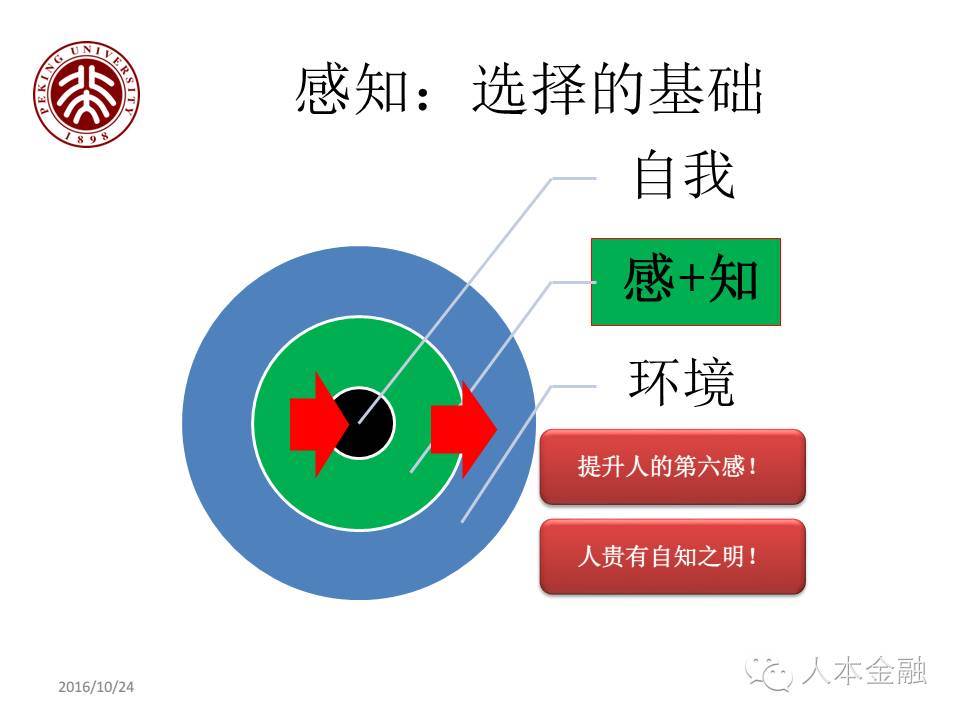 PEKING UNIVERSITY
1898
感知：选择的基础
自我
感+知
环境
提升人的第六感！
人贵有自知之明！
2016/10/24
人本金融